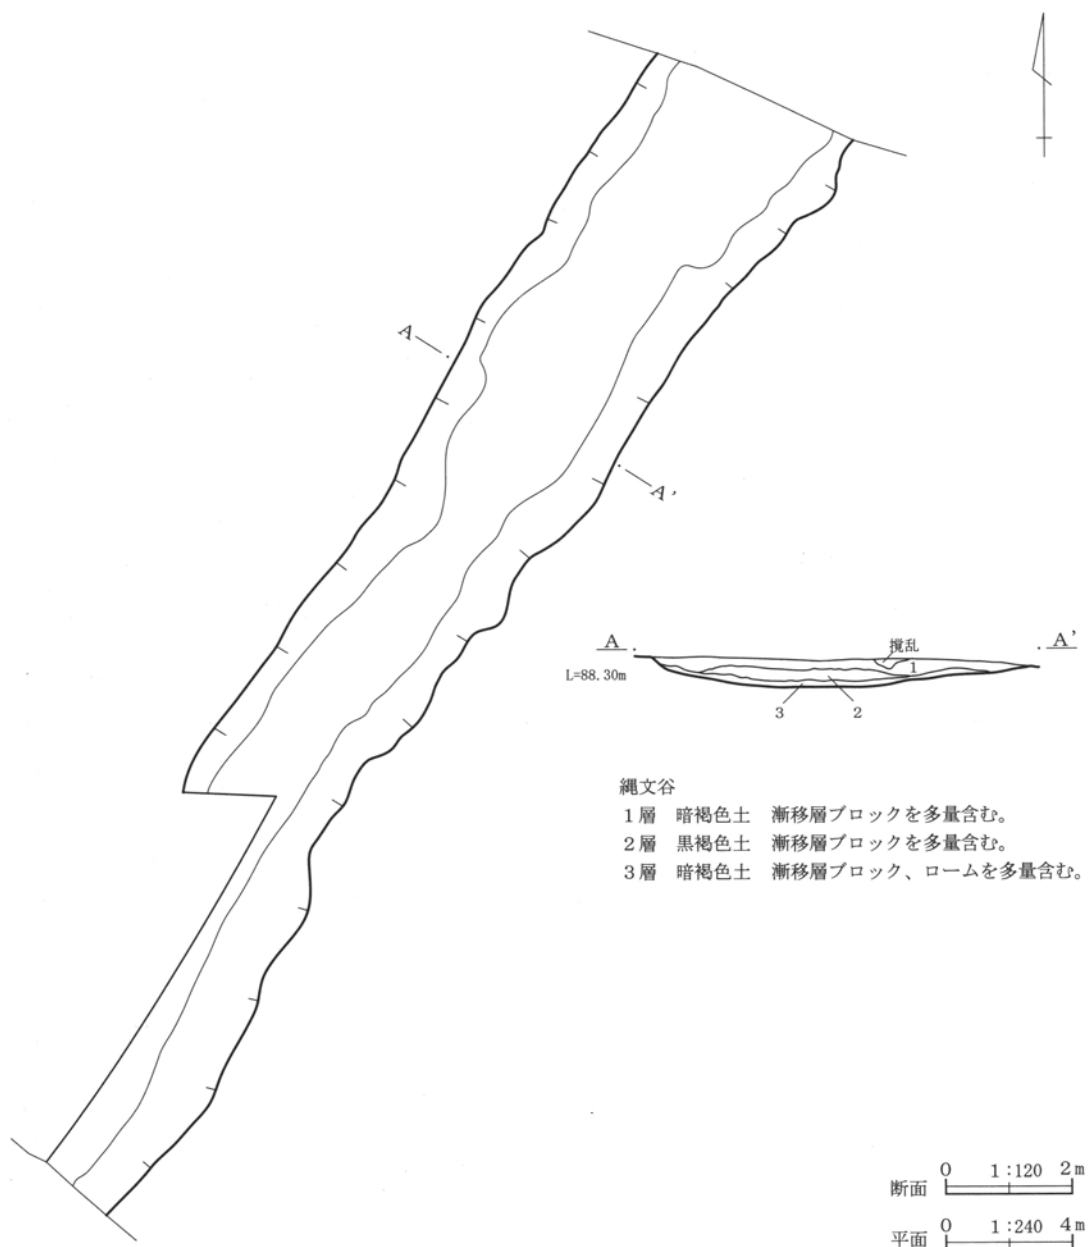 A
A'
A
A'
L=88.30m
撹乱
1
3
2
縄文谷
1層 暗褐色土 漸移層ブロックを多量含む。
2層 黒褐色土 漸移層ブロックを多量含む。
3層 暗褐色土 漸移層ブロック、ロームを多量含む。
断面 0 1:120 2m
平面 0 1:240 4m